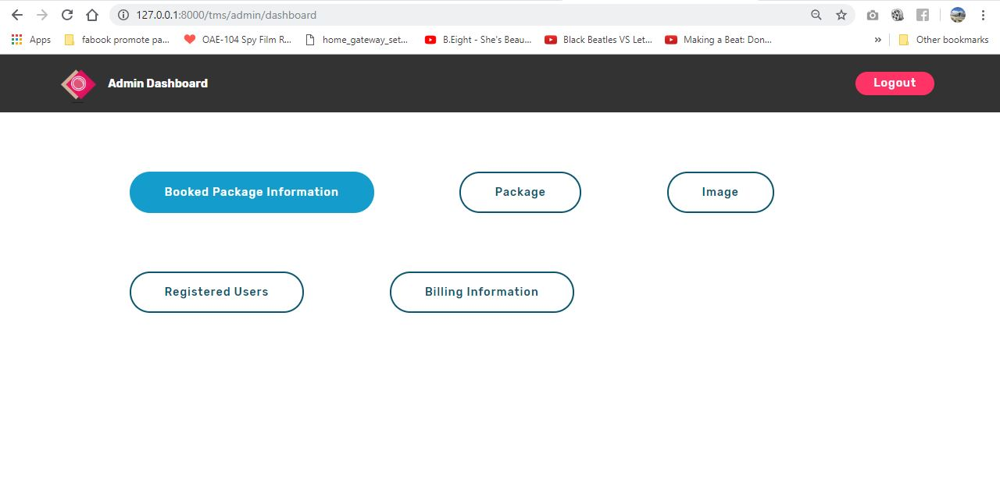 127.0.0.1:8000/tms/admin/dashboard
Apps fabook promote pa... OAE-104 Spy Film R... home_gateway_set... B.Eight - She's Beau... Black Beatles VS Let... Making a Beat: Don... » Other bookmarks
Admin Dashboard Logout
Booked Package Information Package Image
Registered Users Billing Information